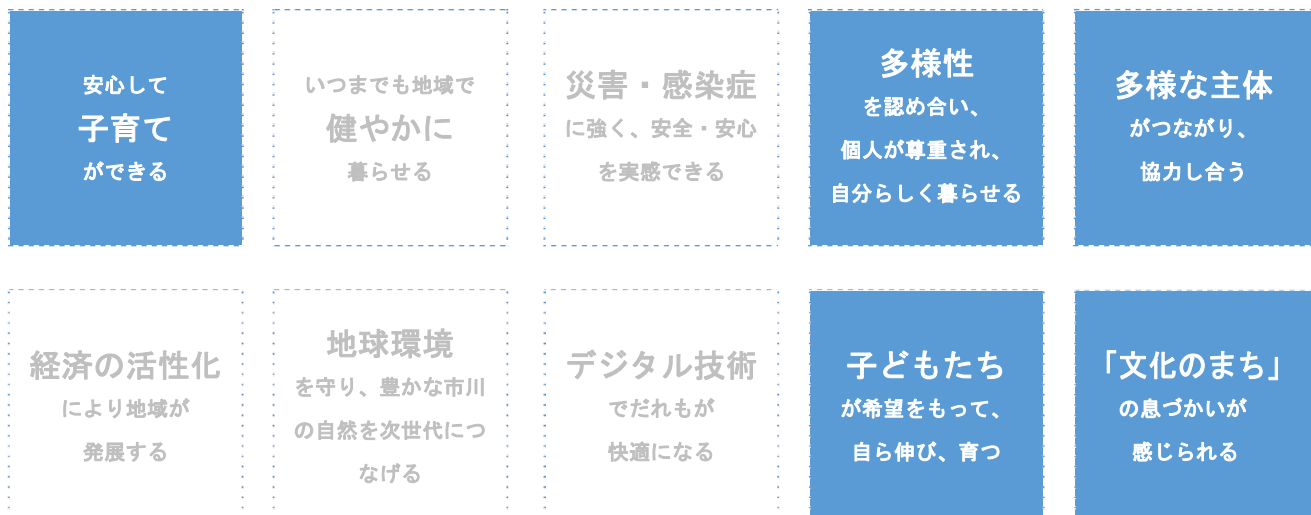 安心して
子育て
ができる
いつまでも地域で
健やかに
暮らせる
災害・感染症
に強く、安全・安心
を実感できる
多様性
を認め合い、
個人が尊重され、
自分らしく暮らせる
多様な主体
がつながり、
協力し合う
経済の活性化
により地域が
発展する
地球環境
を守り、豊かな市川
の自然を次世代につ
なげる
デジタル技術
でだれもが
快適になる
子どもたち
が希望をもって、
自ら伸び、育つ
「文化のまち」
の息づかいが
感じられる